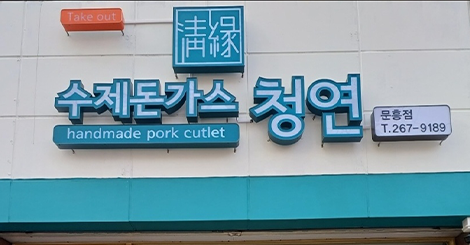 Take out
淸緣
수제돈가스 청연
handmade pork cutlet
문흥점
T.267-9189